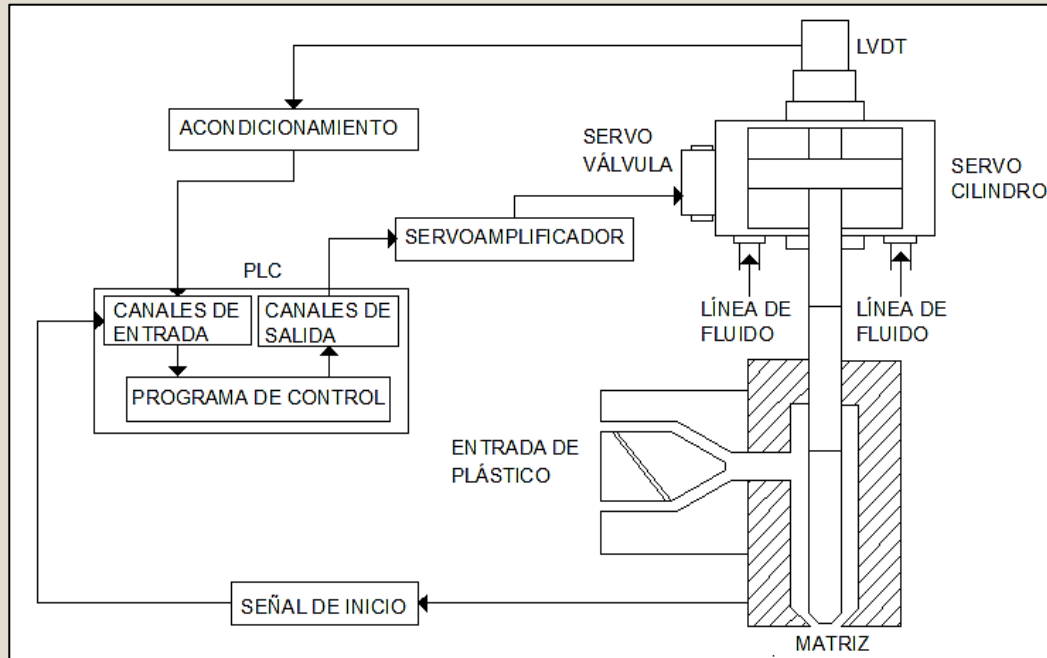 LVDT
ACONDICIONAMIENTO
SERVO
VÁLVULA
SERVO
CILINDRO
SERVOAMPLIFICADOR
PLC
CANALES DE
ENTRADA
CANALES DE
SALIDA
LÍNEA DE
FLUIDO
LÍNEA DE
FLUIDO
PROGRAMA DE CONTROL
ENTRADA DE
PLÁSTICO
SEÑAL DE INICIO
MATRIZ